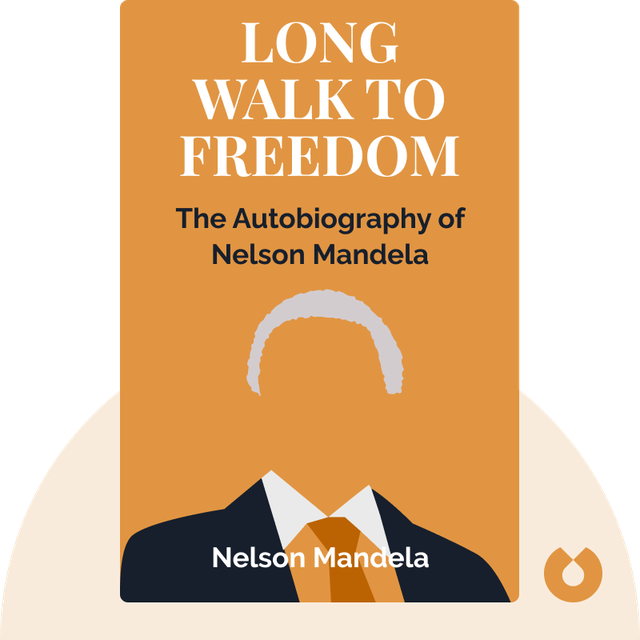 LONG
WALK TO
FREEDOM
The Autobiography of
Nelson Mandela
Nelson Mandela